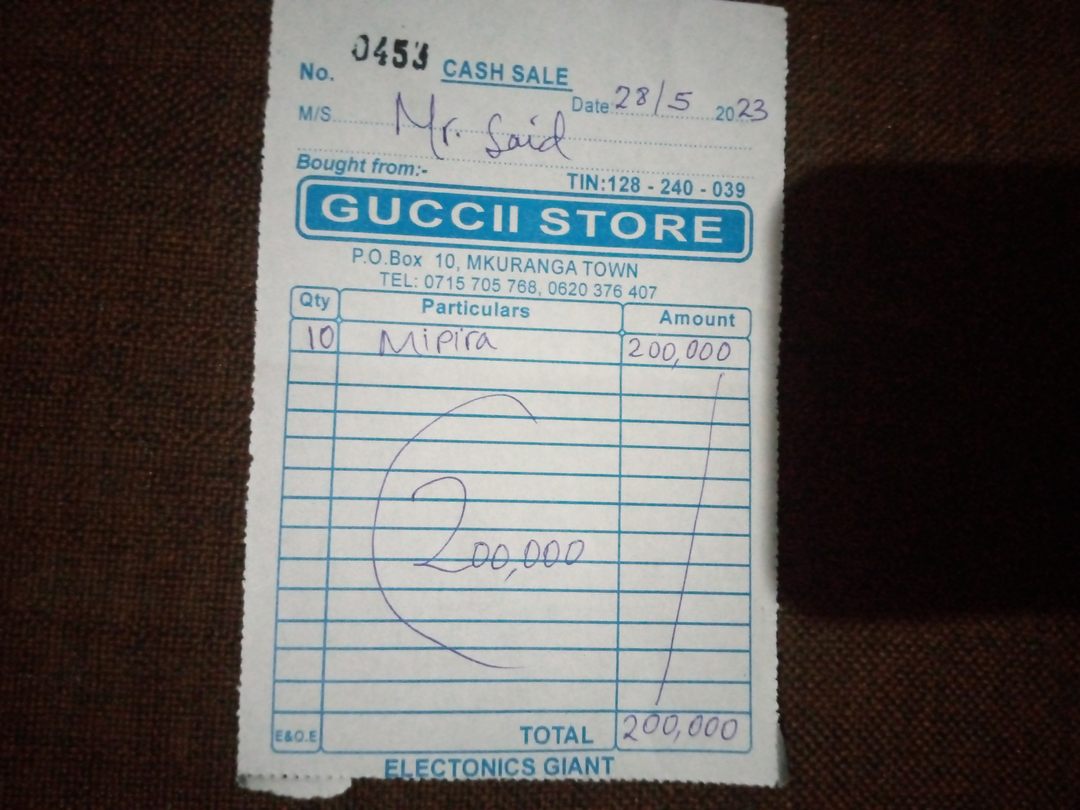 No. 0453 CASH SALE
Date 28/5 2023
M/S Mr. Said
Bought from:-
TIN:128 - 240 - 039
GUCCII STORE
P.O.Box 10, MKURANGA TOWN
TEL: 0715 705 768, 0620 376 407
Qty Particulars Amount
10 Mipira 200,000
200,000
E&O.E TOTAL 200,000
ELECTONICS GIANT